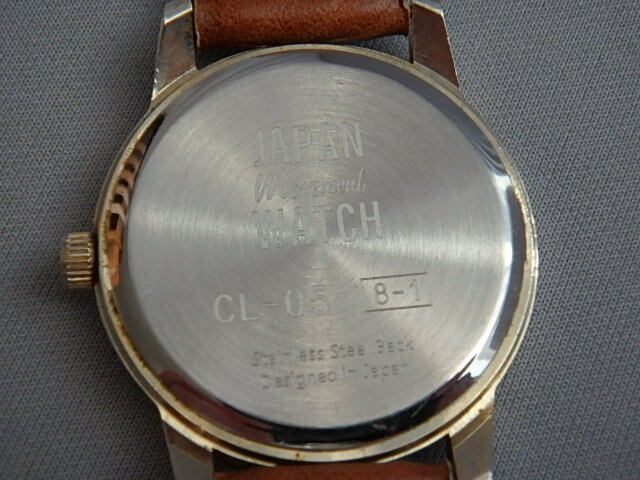 JAPAN
Movement
WATCH
CL-05 8-1
Stainless Steel Back
Designed in Japan